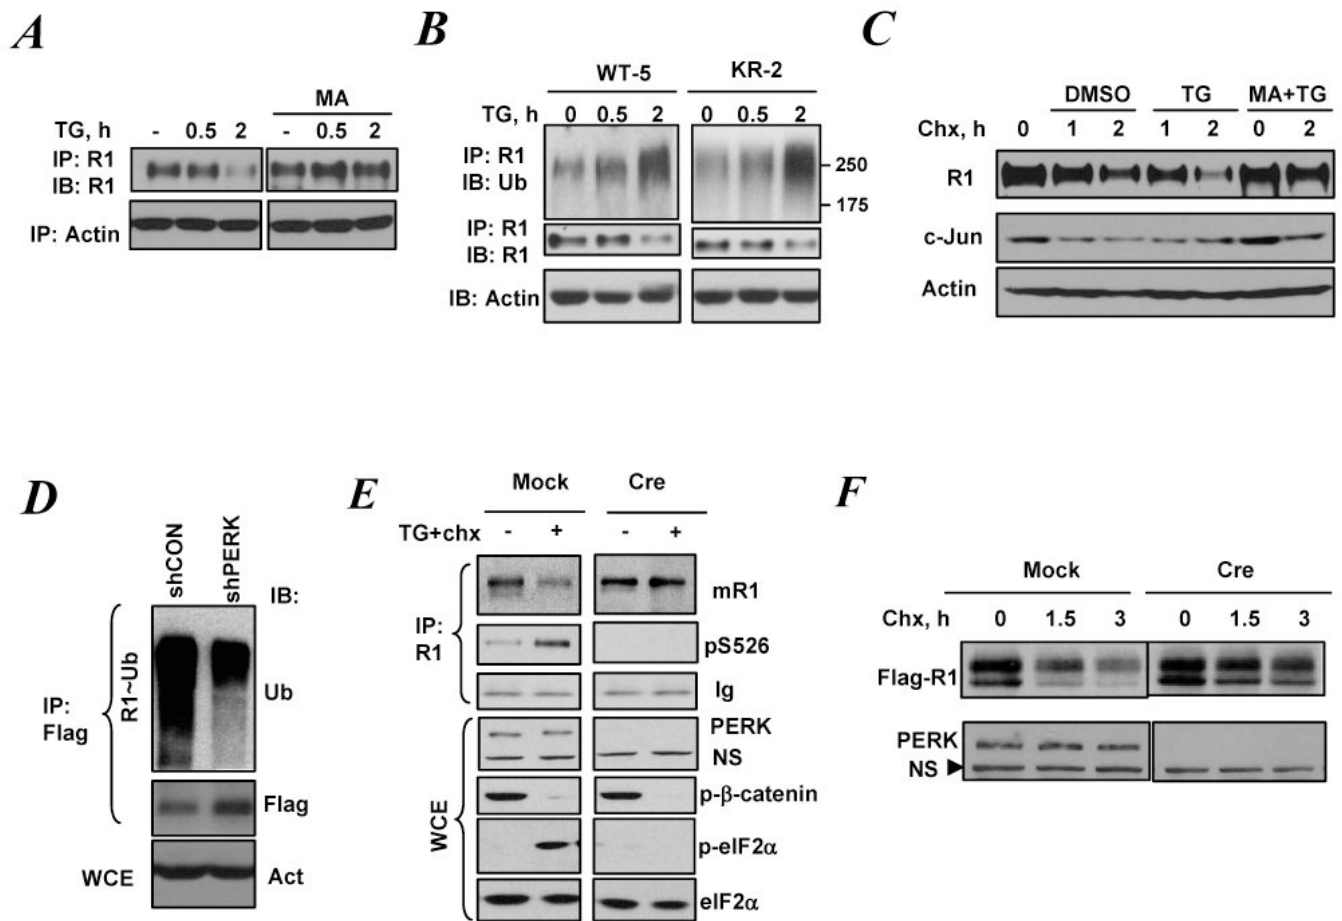 A
MA
TG, h - 0.5 2 - 0.5 2
IP: R1
IB: R1
IP: Actin
B
WT-5 KR-2
TG, h 0 0.5 2 0 0.5 2
IP: R1
IB: Ub
250
175
IP: R1
IB: R1
IB: Actin
C
DMSO TG MA+TG
Chx, h 0 1 2 1 2 0 2
R1
c-Jun
Actin
D
shCON shPERK
IB:
IP:
Flag
R1~Ub
Ub
Flag
WCE Act
E
Mock Cre
TG+chx - + - +
IP:
R1
mR1
pS526
Ig
WCE
PERK
NS
p-β-catenin
p-eIF2α
eIF2α
F
Mock Cre
Chx, h 0 1.5 3 0 1.5 3
Flag-R1
PERK
NS